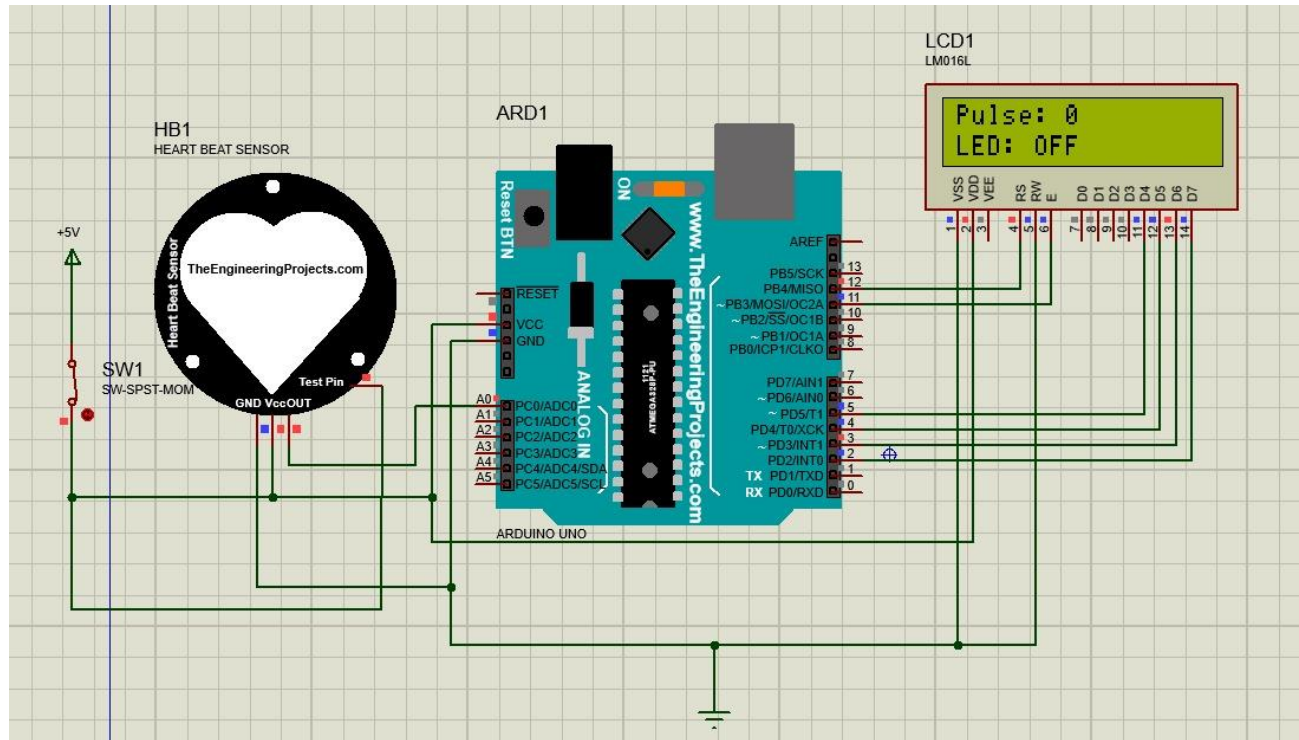 LCD1
LM016L
Pulse: 0
LED: OFF
VSS
VDD
VEE
RS
RW
E
D0
D1
D2
D3
D4
D5
D6
D7
1
2
3
4
5
6
7
8
9
10
11
12
13
14
HB1
HEART BEAT SENSOR
Heart Beat Sensor
TheEngineeringProjects.com
Test Pin
GND Vcc OUT
+5V
SW1
SW-SPST-MOM
ARD1
Reset BTN
ON
www.TheEngineeringProjects.com
RESET
VCC
GND
ANALOG IN
1121
ATMEGA328P-PU
A0 PC0/ADC0
A1 PC1/ADC1
A2 PC2/ADC2
A3 PC3/ADC3
A4 PC4/ADC4/SDA
A5 PC5/ADC5/SCL
AREF
PB5/SCK 13
PB4/MISO 12
~PB3/MOSI/OC2A 11
~PB2/SS/OC1B 10
~PB1/OC1A 9
PB0/ICP1/CLKO 8
PD7/AIN1 7
~PD6/AIN0 6
~PD5/T1 5
PD4/T0/XCK 4
~PD3/INT1 3
PD2/INT0 2
TX PD1/TXD 1
RX PD0/RXD 0
ARDUINO UNO